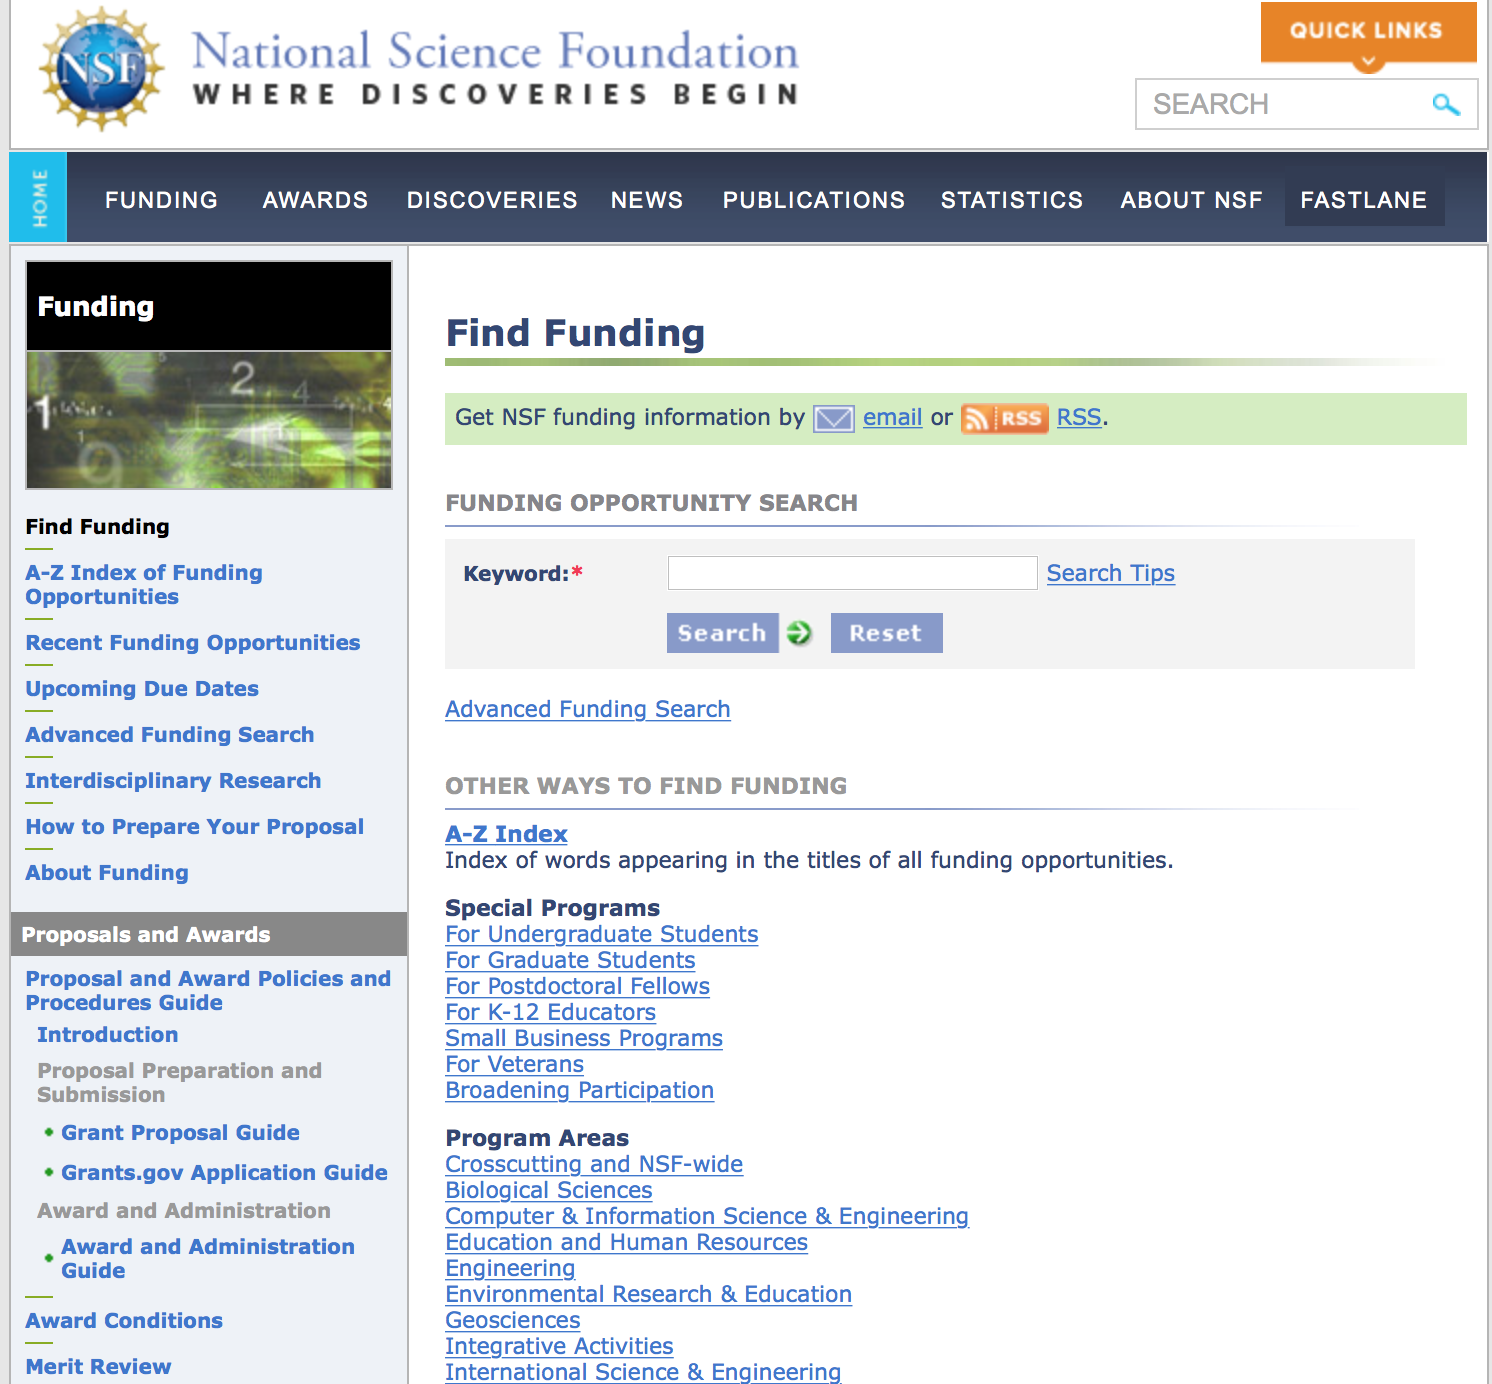 NSF
National Science Foundation
WHERE DISCOVERIES BEGIN
QUICK LINKS
SEARCH
HOME
FUNDING AWARDS DISCOVERIES NEWS PUBLICATIONS STATISTICS ABOUT NSF FASTLANE
Funding
1 2 4 4
1
9
Find Funding
A-Z Index of Funding
Opportunities
Recent Funding Opportunities
Upcoming Due Dates
Advanced Funding Search
Interdisciplinary Research
How to Prepare Your Proposal
About Funding
Proposals and Awards
Proposal and Award Policies and
Procedures Guide
Introduction
Proposal Preparation and
Submission
Grant Proposal Guide
Grants.gov Application Guide
Award and Administration
Award and Administration
Guide
Award Conditions
Merit Review
Find Funding
Get NSF funding information by email or RSS RSS.
FUNDING OPPORTUNITY SEARCH
Keyword:* Search Tips
Search Reset
Advanced Funding Search
OTHER WAYS TO FIND FUNDING
A-Z Index
Index of words appearing in the titles of all funding opportunities.
Special Programs
For Undergraduate Students
For Graduate Students
For Postdoctoral Fellows
For K-12 Educators
Small Business Programs
For Veterans
Broadening Participation
Program Areas
Crosscutting and NSF-wide
Biological Sciences
Computer & Information Science & Engineering
Education and Human Resources
Engineering
Environmental Research & Education
Geosciences
Integrative Activities
International Science & Engineering